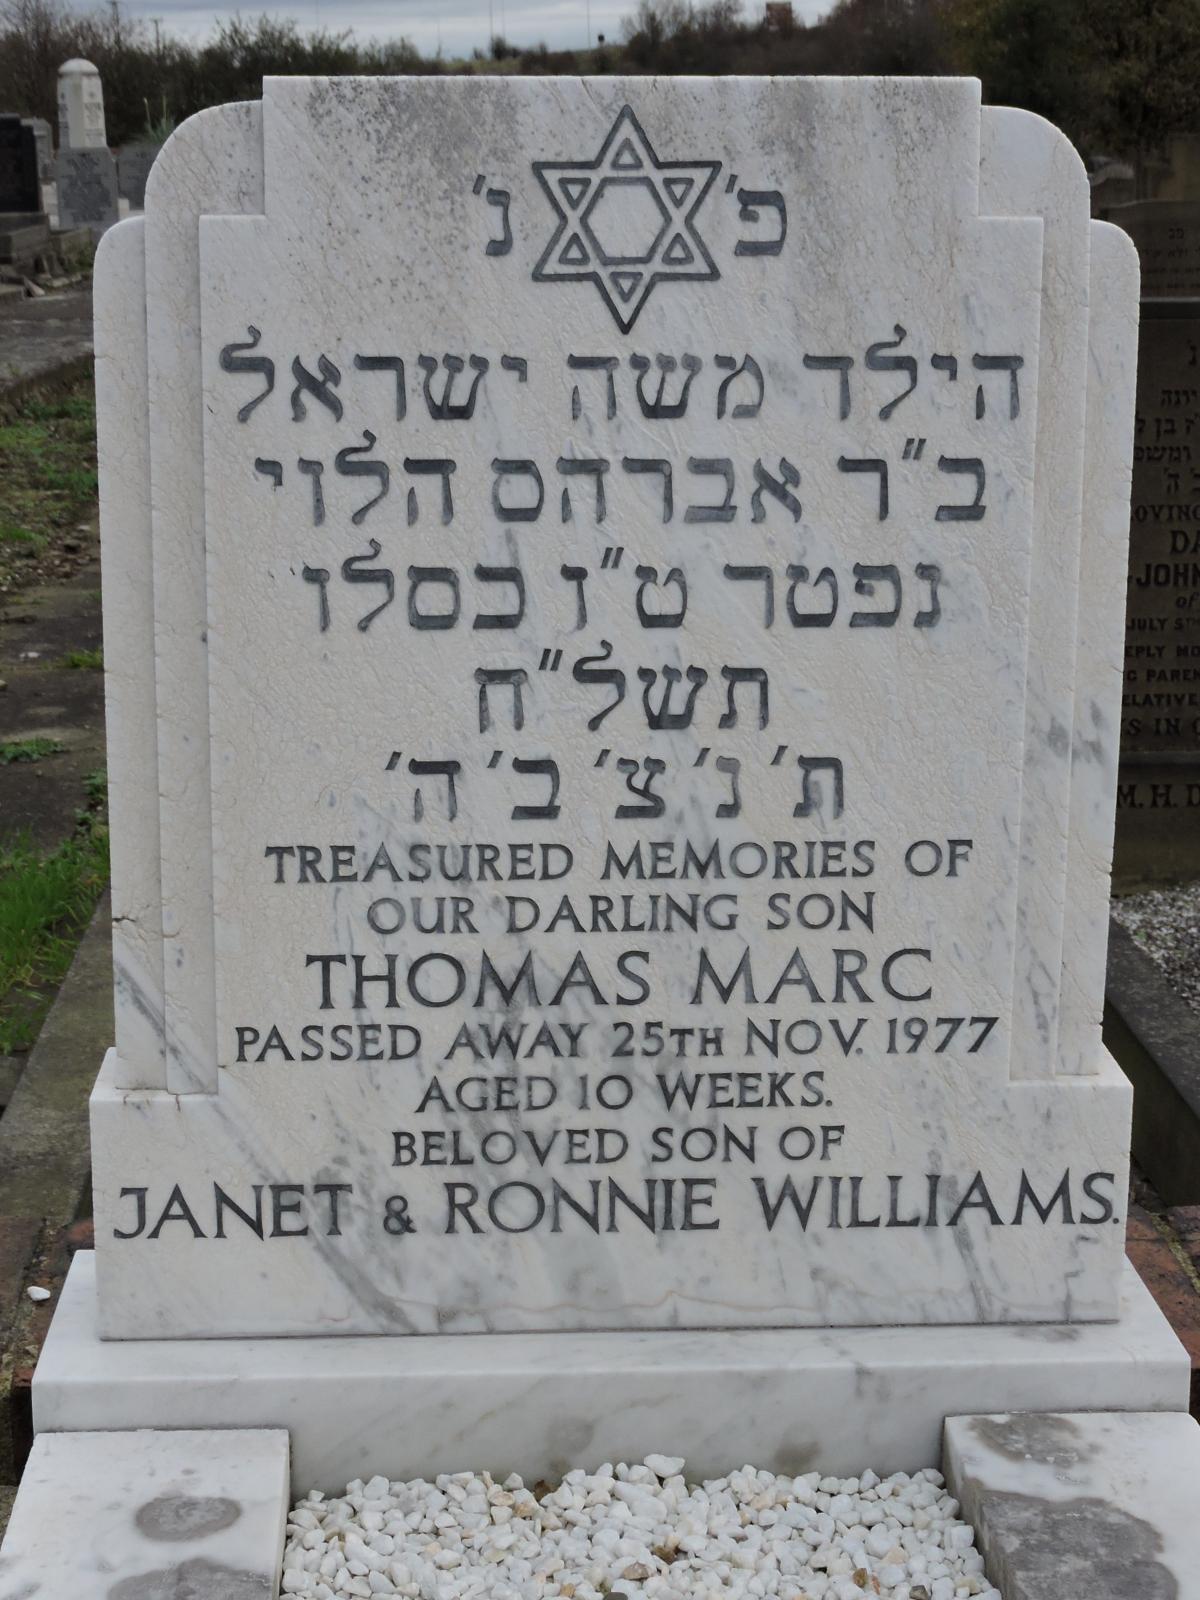 פ' נ'
הילד משה ישראל
ב"ר אברהם הלוי
נפטר ט"ו כסלו
תשל"ח
ת' נ' צ' ב' ה'
TREASURED MEMORIES OF
OUR DARLING SON
THOMAS MARC
PASSED AWAY 25TH NOV. 1977
AGED 10 WEEKS.
BELOVED SON OF
JANET & RONNIE WILLIAMS.